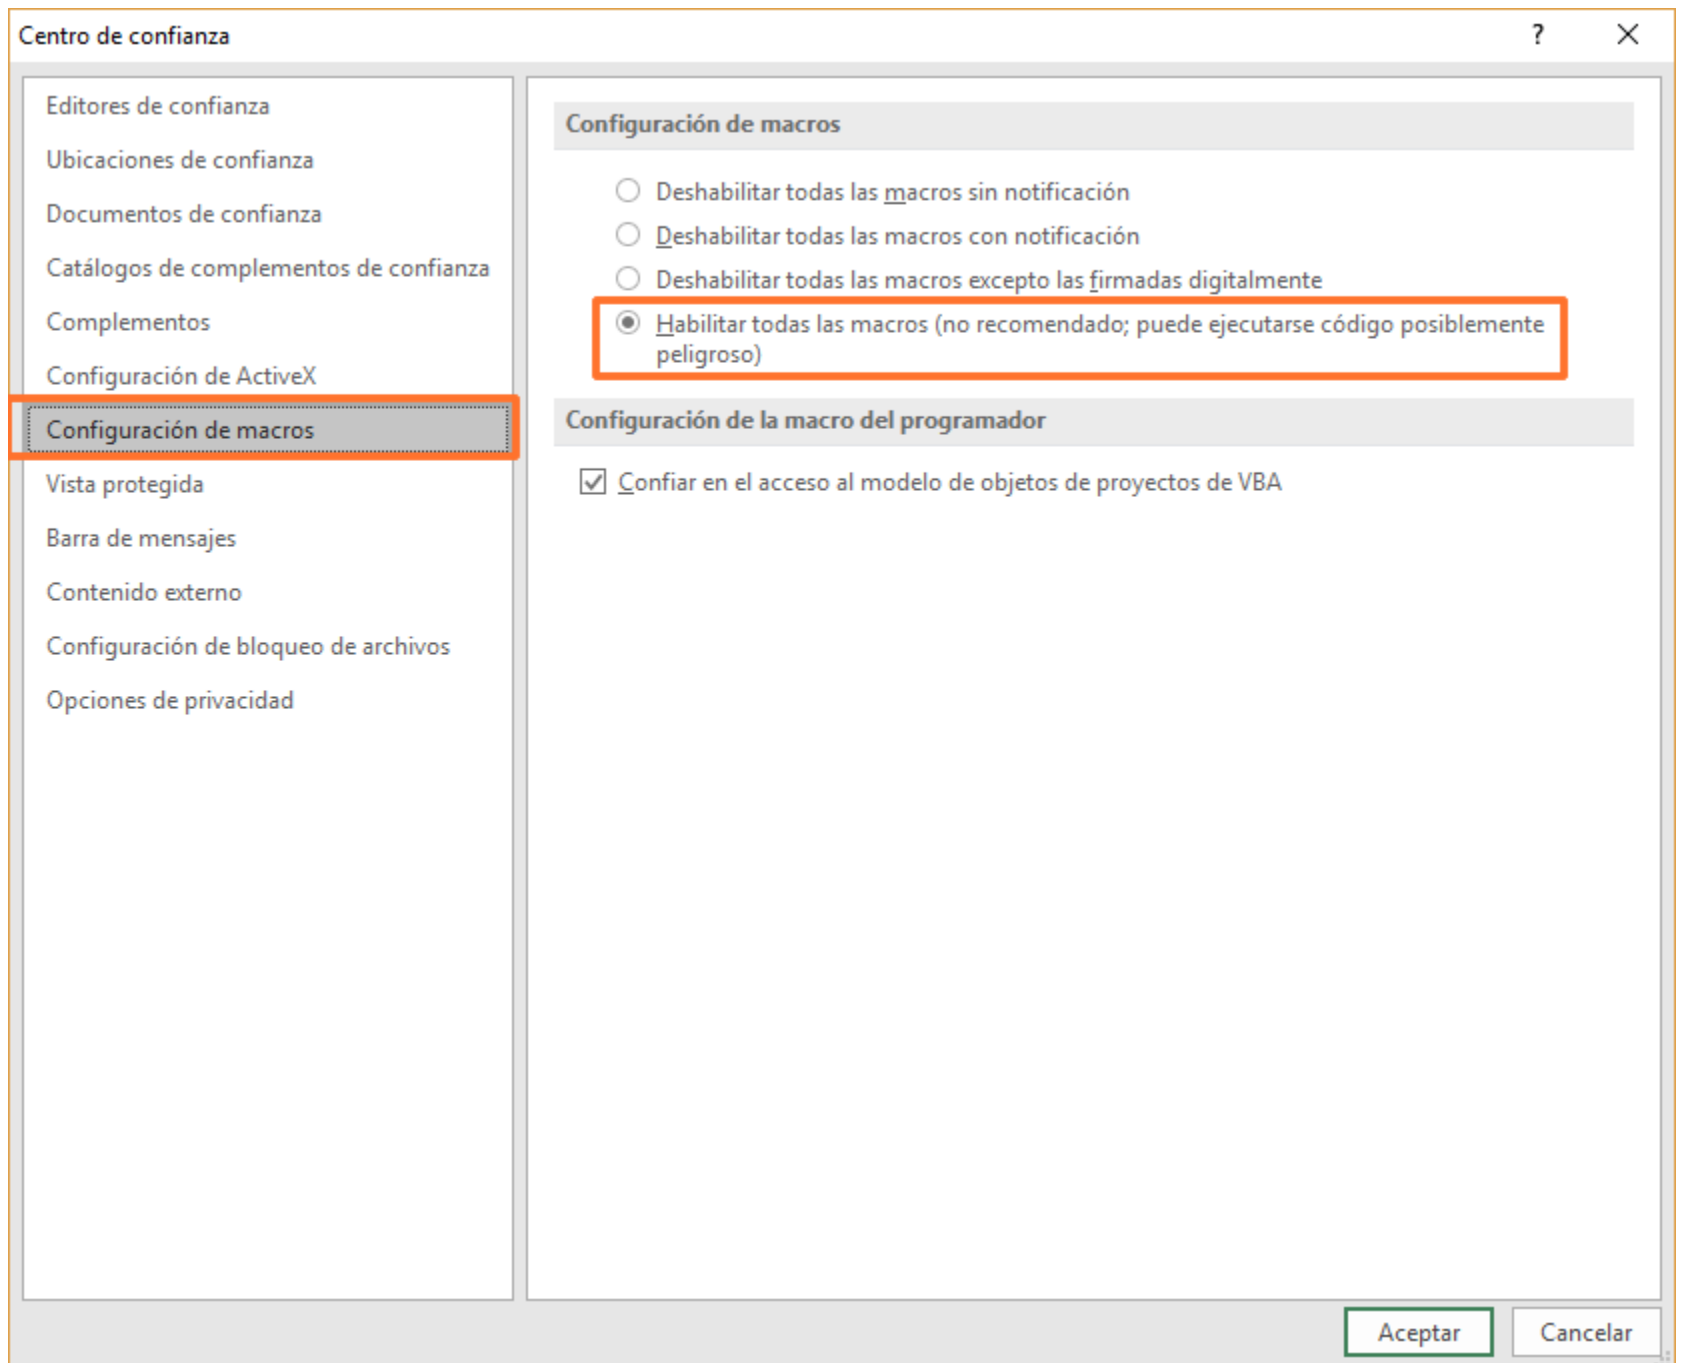 Centro de confianza
?
Editores de confianza
Ubicaciones de confianza
Documentos de confianza
Catálogos de complementos de confianza
Complementos
Configuración de ActiveX
Configuración de macros
Vista protegida
Barra de mensajes
Contenido externo
Configuración de bloqueo de archivos
Opciones de privacidad
Configuración de macros
Deshabilitar todas las macros sin notificación
Deshabilitar todas las macros con notificación
Deshabilitar todas las macros excepto las firmadas digitalmente
Habilitar todas las macros (no recomendado; puede ejecutarse código posiblemente
peligroso)
Configuración de la macro del programador
Confiar en el acceso al modelo de objetos de proyectos de VBA
Aceptar
Cancelar